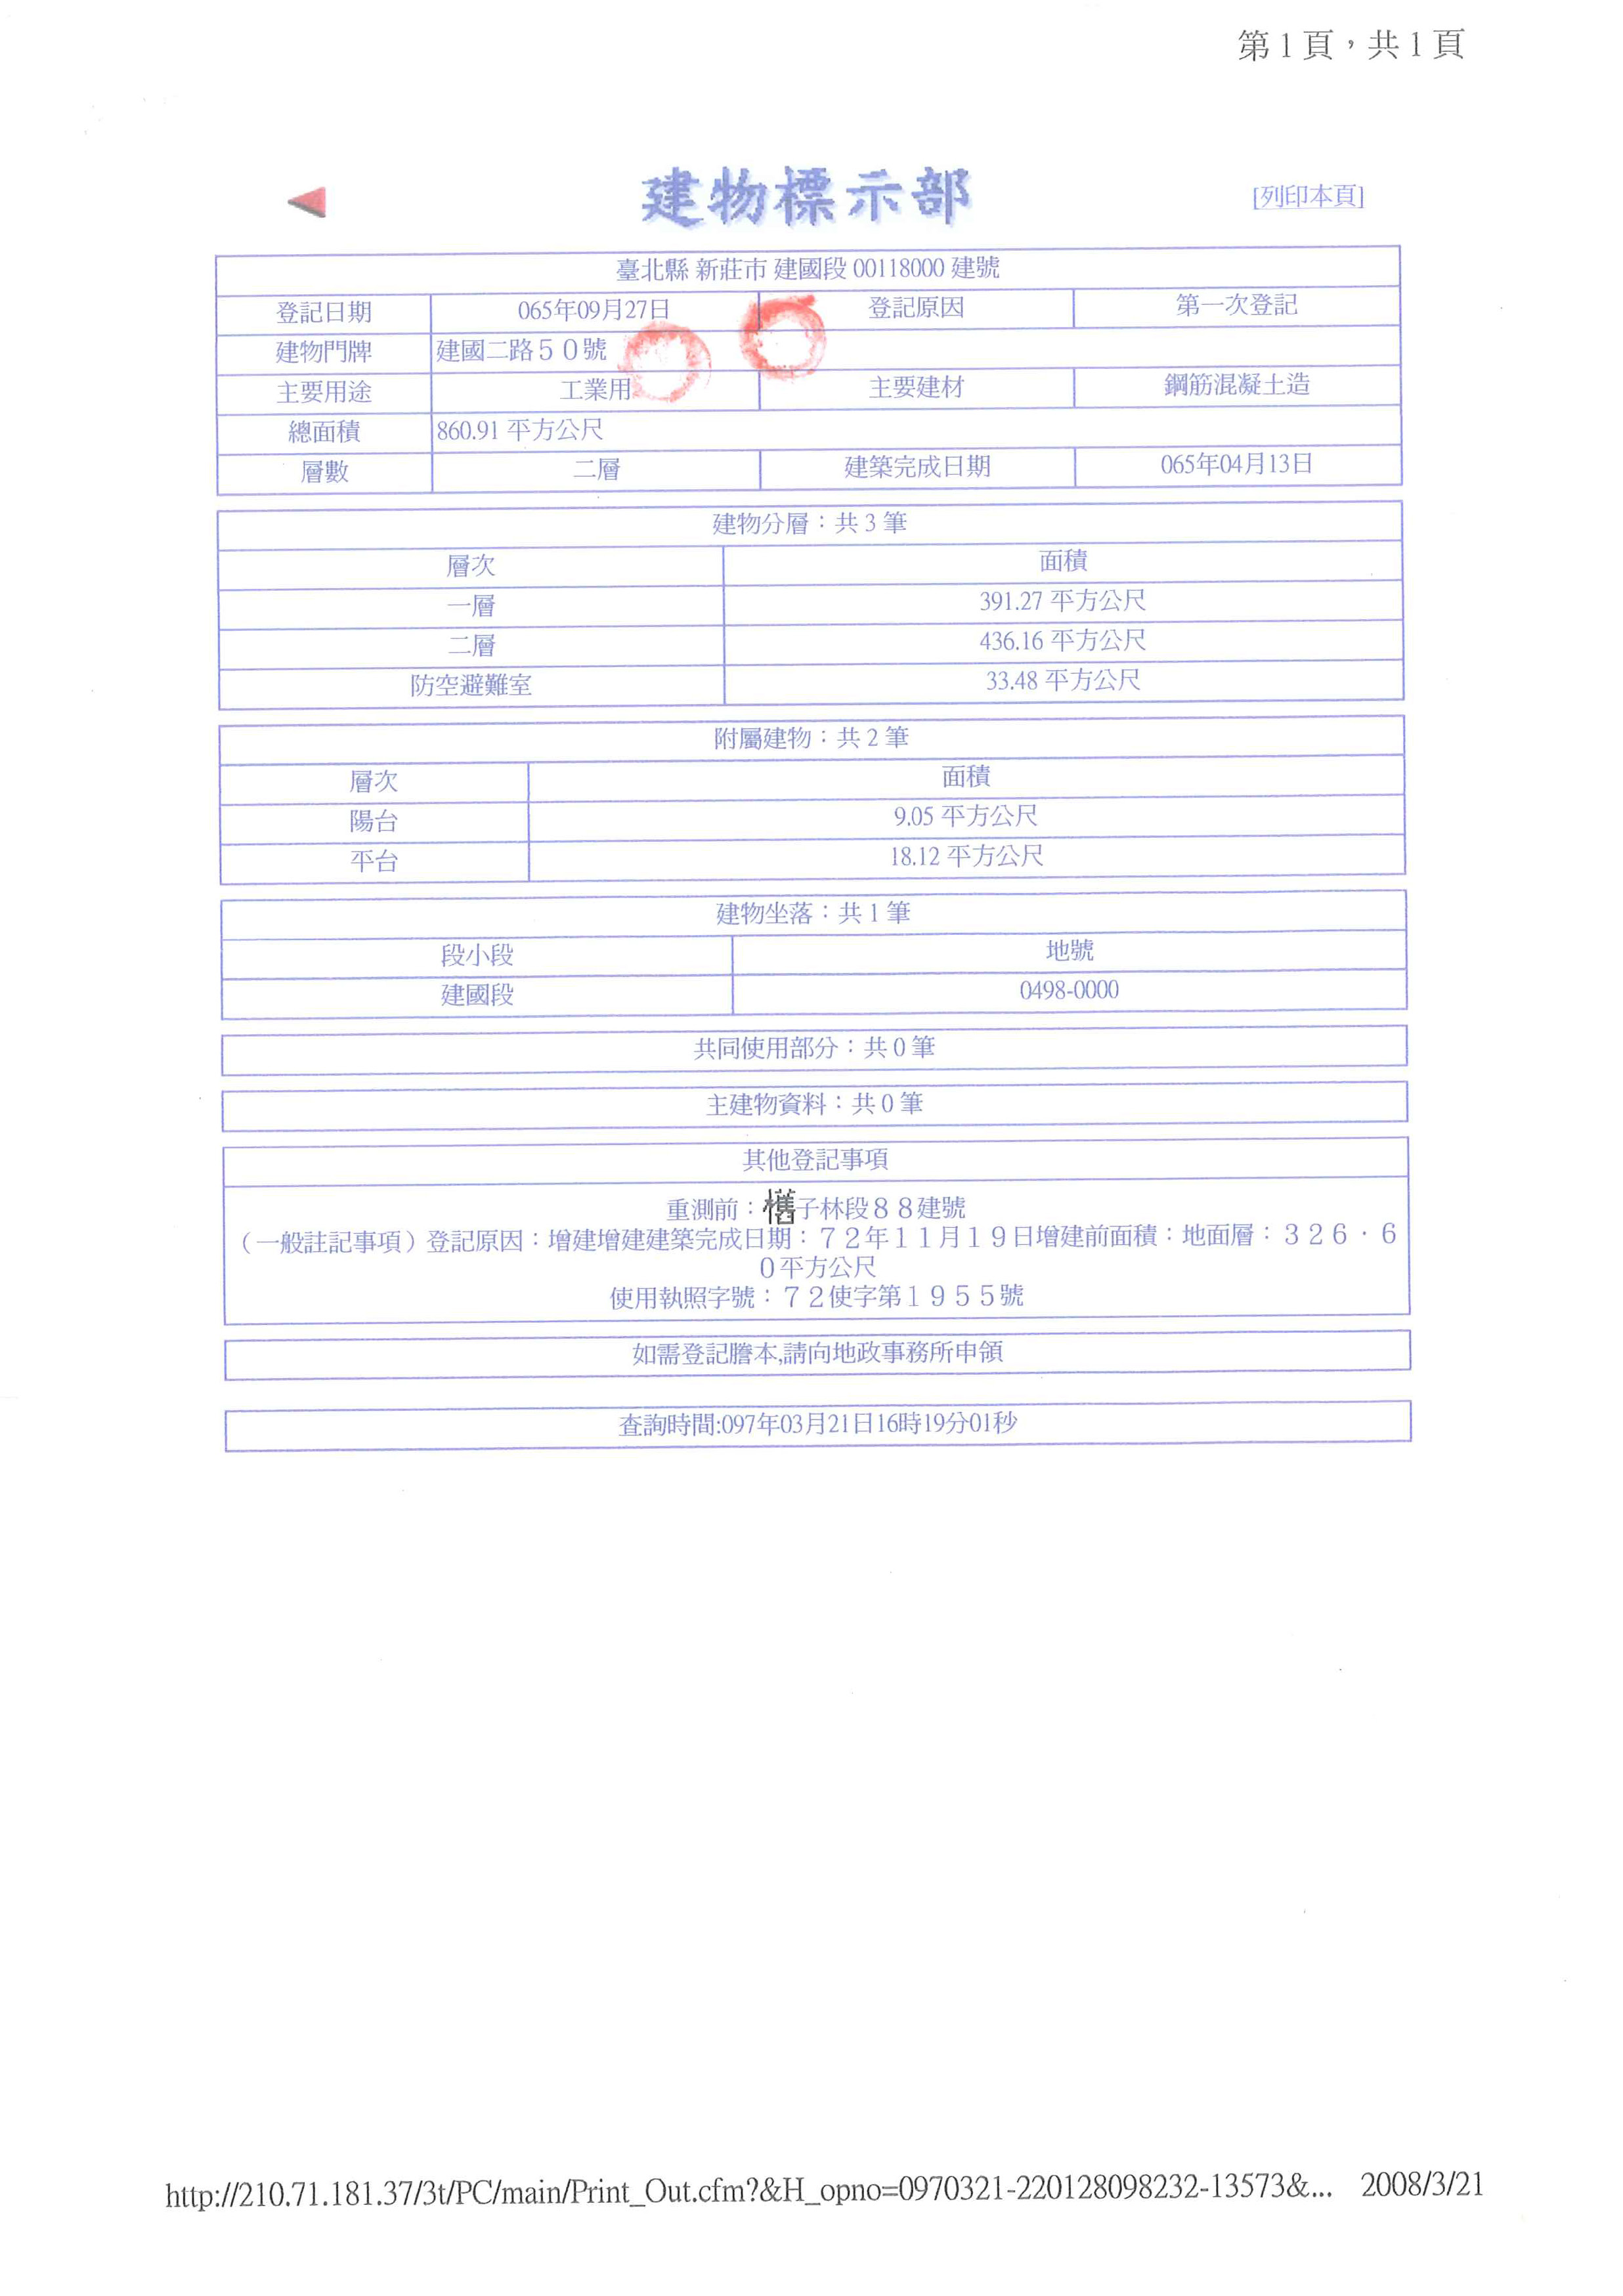 第1頁，共1頁
建物標示部
[列印本頁]
臺北縣 新莊市 建國段 00118000 建號
登記日期 065年09月27日 登記原因 第一次登記
建物門牌 建國二路５０號
主要用途 工業用 主要建材 鋼筋混凝土造
總面積 860.91 平方公尺
層數 二層 建築完成日期 065年04月13日
建物分層：共 3 筆
層次 面積
一層 391.27 平方公尺
二層 436.16 平方公尺
防空避難室 33.48 平方公尺
附屬建物：共 2 筆
層次 面積
陽台 9.05 平方公尺
平台 18.12 平方公尺
建物坐落：共 1 筆
段小段 地號
建國段 0498-0000
共同使用部分：共 0 筆
主建物資料：共 0 筆
其他登記事項
重測前：子林段８８建號
（一般註記事項）登記原因：增建增建建築完成日期：７２年１１月１９日增建前面積：地面層：３２６．６
０平方公尺
使用執照字號：７２使字第１９５５號
如需登記謄本,請向地政事務所申領
查詢時間:097年03月21日16時19分01秒
http://210.71.181.37/3t/PC/main/Print_Out.cfm?&H_opno=0970321-220128098232-13573&... 2008/3/21